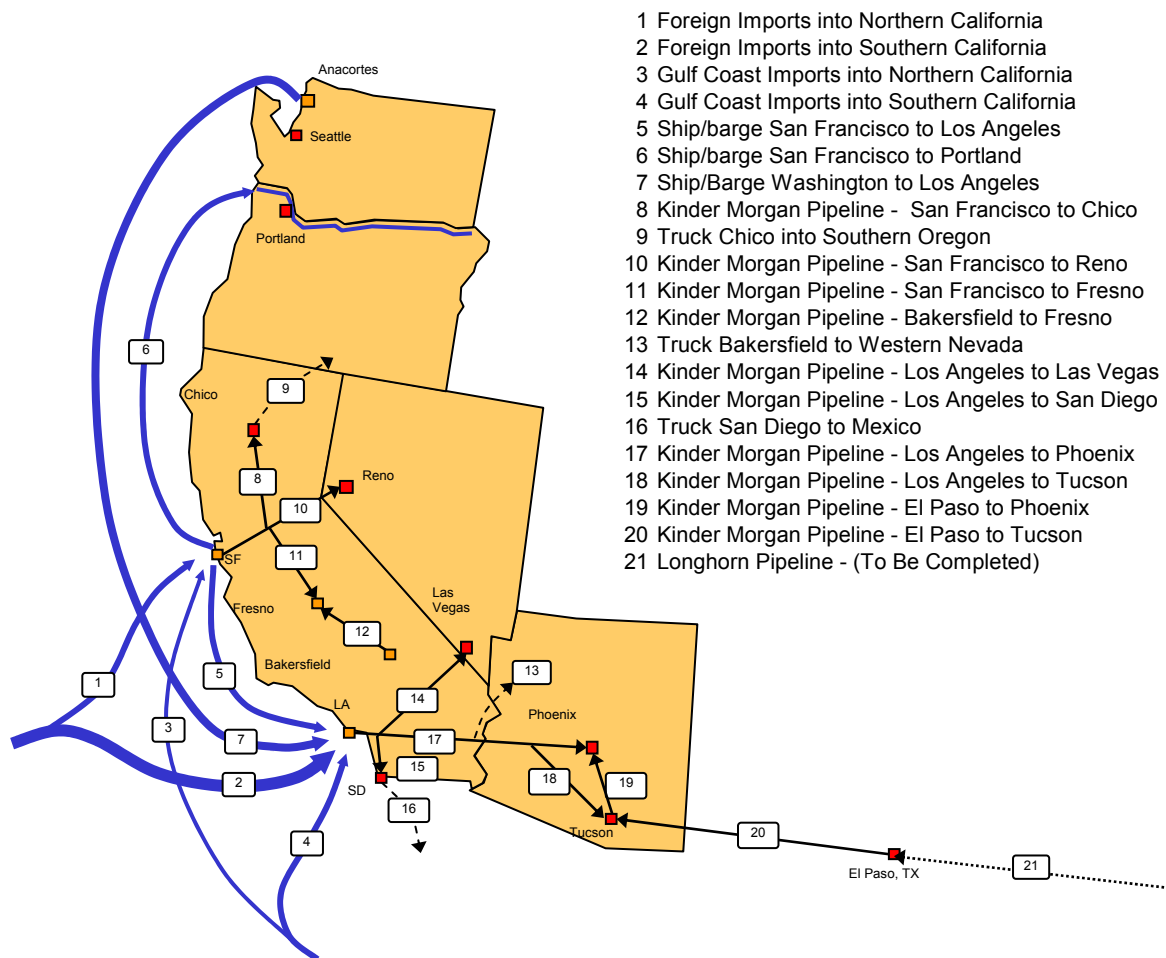 1 Foreign Imports into Northern California
2 Foreign Imports into Southern California
3 Gulf Coast Imports into Northern California
4 Gulf Coast Imports into Southern California
5 Ship/barge San Francisco to Los Angeles
6 Ship/barge San Francisco to Portland
7 Ship/Barge Washington to Los Angeles
8 Kinder Morgan Pipeline - San Francisco to Chico
9 Truck Chico into Southern Oregon
10 Kinder Morgan Pipeline - San Francisco to Reno
11 Kinder Morgan Pipeline - San Francisco to Fresno
12 Kinder Morgan Pipeline - Bakersfield to Fresno
13 Truck Bakersfield to Western Nevada
14 Kinder Morgan Pipeline - Los Angeles to Las Vegas
15 Kinder Morgan Pipeline - Los Angeles to San Diego
16 Truck San Diego to Mexico
17 Kinder Morgan Pipeline - Los Angeles to Phoenix
18 Kinder Morgan Pipeline - Los Angeles to Tucson
19 Kinder Morgan Pipeline - El Paso to Phoenix
20 Kinder Morgan Pipeline - El Paso to Tucson
21 Longhorn Pipeline - (To Be Completed)
Anacortes
Seattle
Portland
6
9
Chico
8
Reno
10
11
SF
Las
Vegas
Fresno
12
Bakersfield
13
5
1
14
LA
Phoenix
3
7
17
15
18
19
2
SD
16
Tucson
20
4
El Paso, TX
21